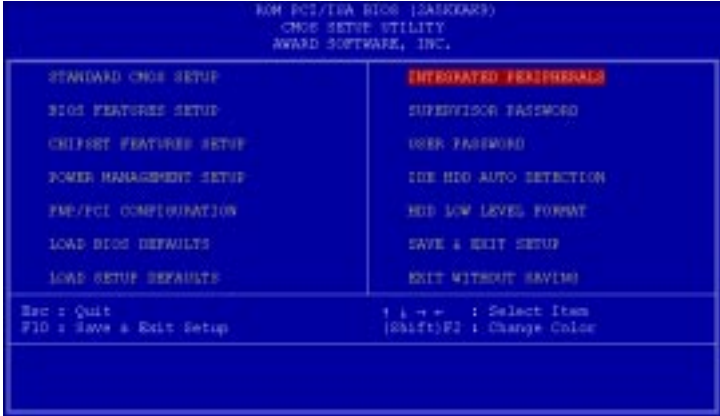 ROM PCI/ISA BIOS (2A5KKAK9)
CMOS SETUP UTILITY
AWARD SOFTWARE, INC.
STANDARD CMOS SETUP
BIOS FEATURES SETUP
CHIPSET FEATURES SETUP
POWER MANAGEMENT SETUP
PNP/PCI CONFIGURATION
LOAD BIOS DEFAULTS
LOAD SETUP DEFAULTS
INTEGRATED PERIPHERALS
SUPERVISOR PASSWORD
USER PASSWORD
IDE HDD AUTO DETECTION
HDD LOW LEVEL FORMAT
SAVE & EXIT SETUP
EXIT WITHOUT SAVING
Esc : Quit
F10 : Save & Exit Setup
↑ ↓ → ← : Select Item
(Shift)F2 : Change Color